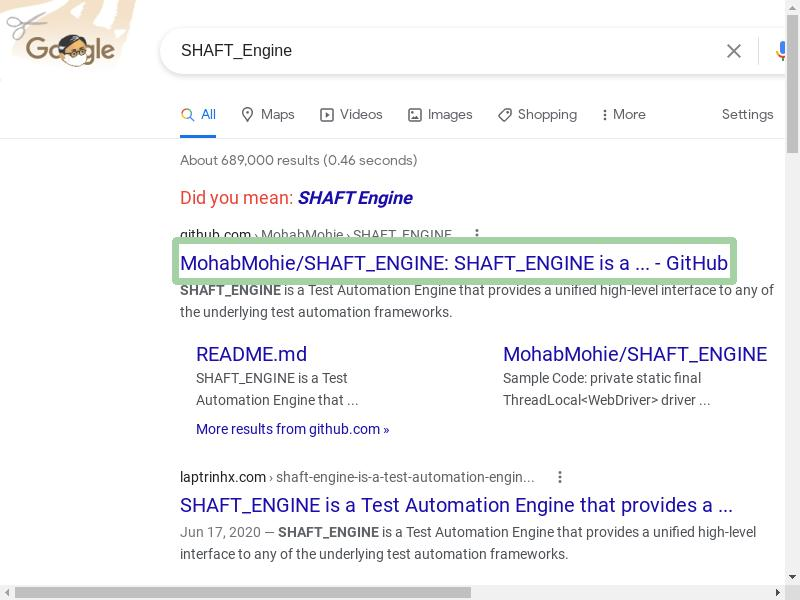 Google
SHAFT_Engine
All Maps Videos Images Shopping More Settings
About 689,000 results (0.46 seconds)
Did you mean: SHAFT Engine
github.com › MohabMohie › SHAFT_ENGINE
MohabMohie/SHAFT_ENGINE: SHAFT_ENGINE is a ... - GitHub
SHAFT_ENGINE is a Test Automation Engine that provides a unified high-level interface to any of
the underlying test automation frameworks.
README.md MohabMohie/SHAFT_ENGINE
SHAFT_ENGINE is a Test Sample Code: private static final
Automation Engine that ... ThreadLocal<WebDriver> driver ...
More results from github.com »
laptrinhx.com › shaft-engine-is-a-test-automation-engin...
SHAFT_ENGINE is a Test Automation Engine that provides a ...
Jun 17, 2020 — SHAFT_ENGINE is a Test Automation Engine that provides a unified high-level
interface to any of the underlying test automation frameworks.